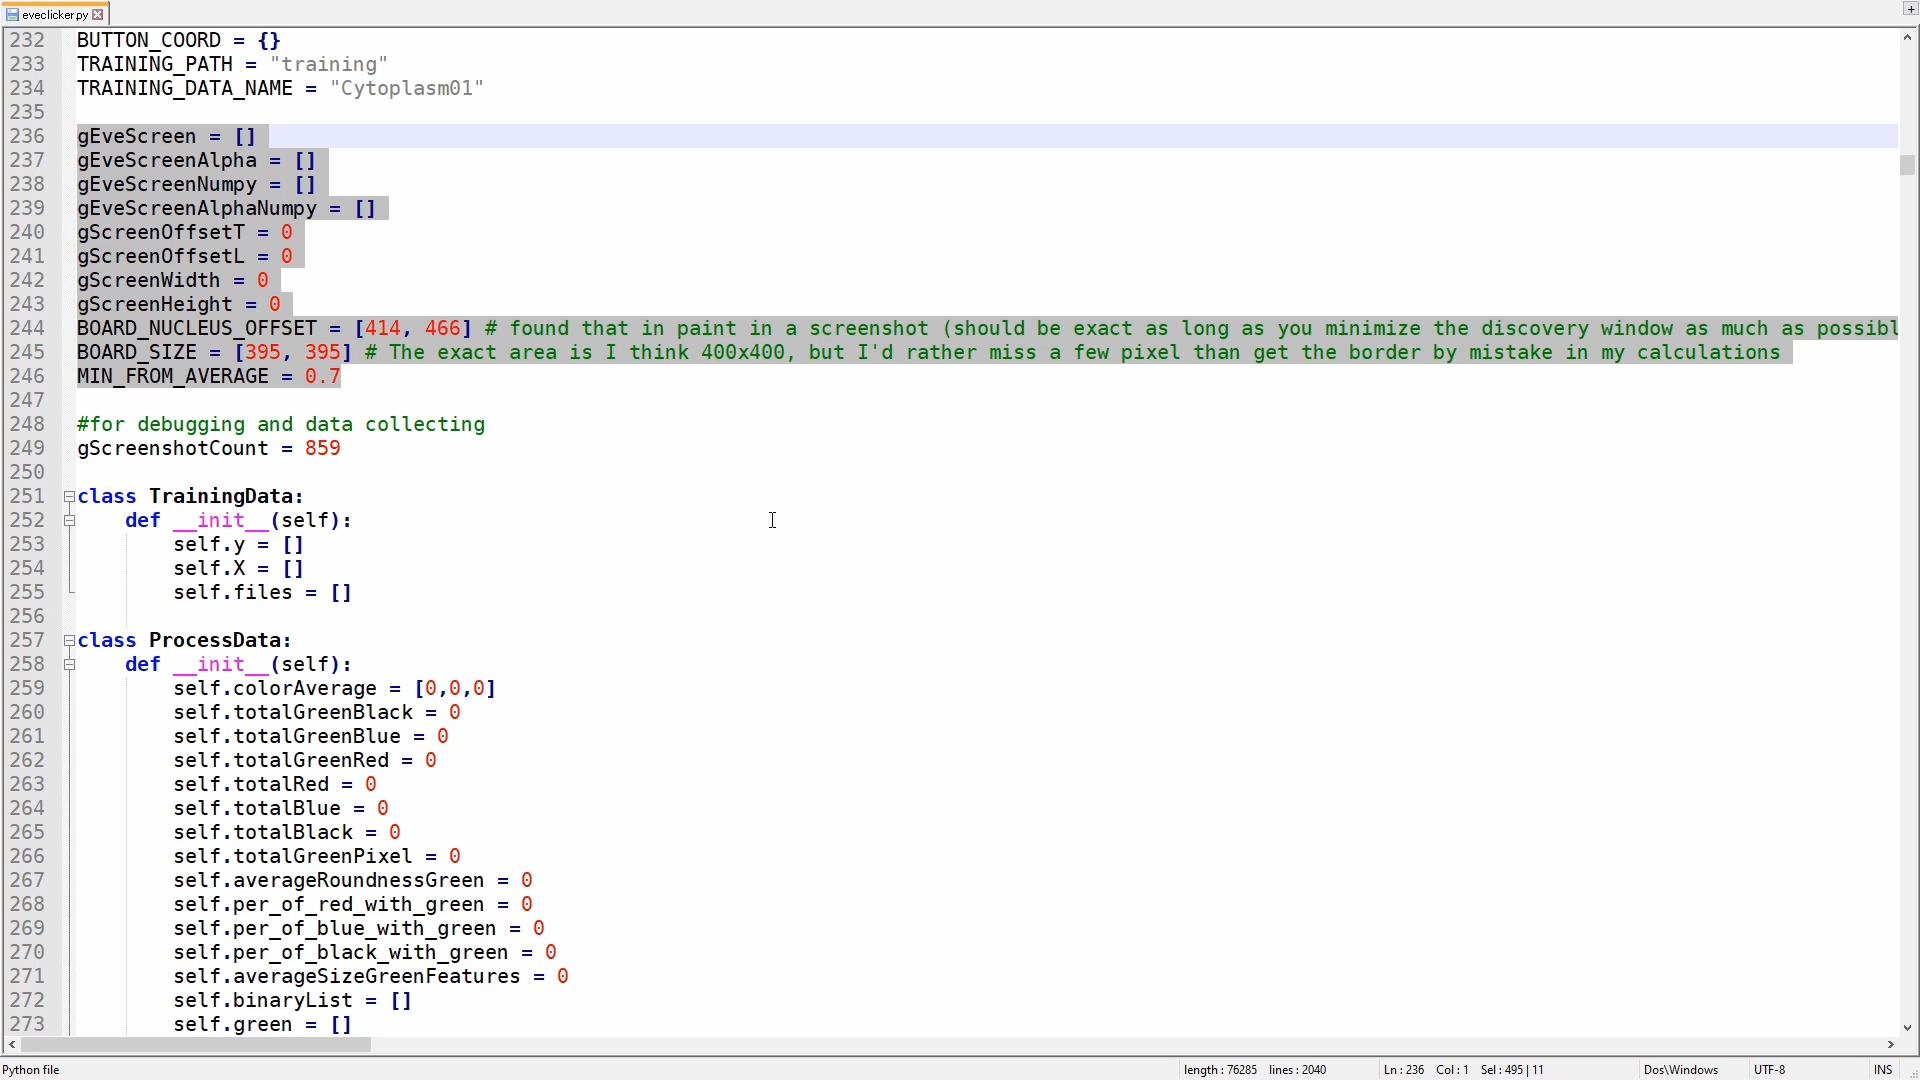 eveclicker.py
232 BUTTON_COORD = {}
233 TRAINING_PATH = "training"
234 TRAINING_DATA_NAME = "Cytoplasm01"
235
236 gEveScreen = []
237 gEveScreenAlpha = []
238 gEveScreenNumpy = []
239 gEveScreenAlphaNumpy = []
240 gScreenOffsetT = 0
241 gScreenOffsetL = 0
242 gScreenWidth = 0
243 gScreenHeight = 0
244 BOARD_NUCLEUS_OFFSET = [414, 466] # found that in paint in a screenshot (should be exact as long as you minimize the discovery window as much as possibl
245 BOARD_SIZE = [395, 395] # The exact area is I think 400x400, but I'd rather miss a few pixel than get the border by mistake in my calculations
246 MIN_FROM_AVERAGE = 0.7
247
248 #for debugging and data collecting
249 gScreenshotCount = 859
250
251 class TrainingData:
252 def __init__(self):
253 self.y = []
254 self.X = []
255 self.files = []
256
257 class ProcessData:
258 def __init__(self):
259 self.colorAverage = [0,0,0]
260 self.totalGreenBlack = 0
261 self.totalGreenBlue = 0
262 self.totalGreenRed = 0
263 self.totalRed = 0
264 self.totalBlue = 0
265 self.totalBlack = 0
266 self.totalGreenPixel = 0
267 self.averageRoundnessGreen = 0
268 self.per_of_red_with_green = 0
269 self.per_of_blue_with_green = 0
270 self.per_of_black_with_green = 0
271 self.averageSizeGreenFeatures = 0
272 self.binaryList = []
273 self.green = []
Python file length : 76285 lines : 2040 Ln : 236 Col : 1 Sel : 495 | 11 Dos\Windows UTF-8 INS